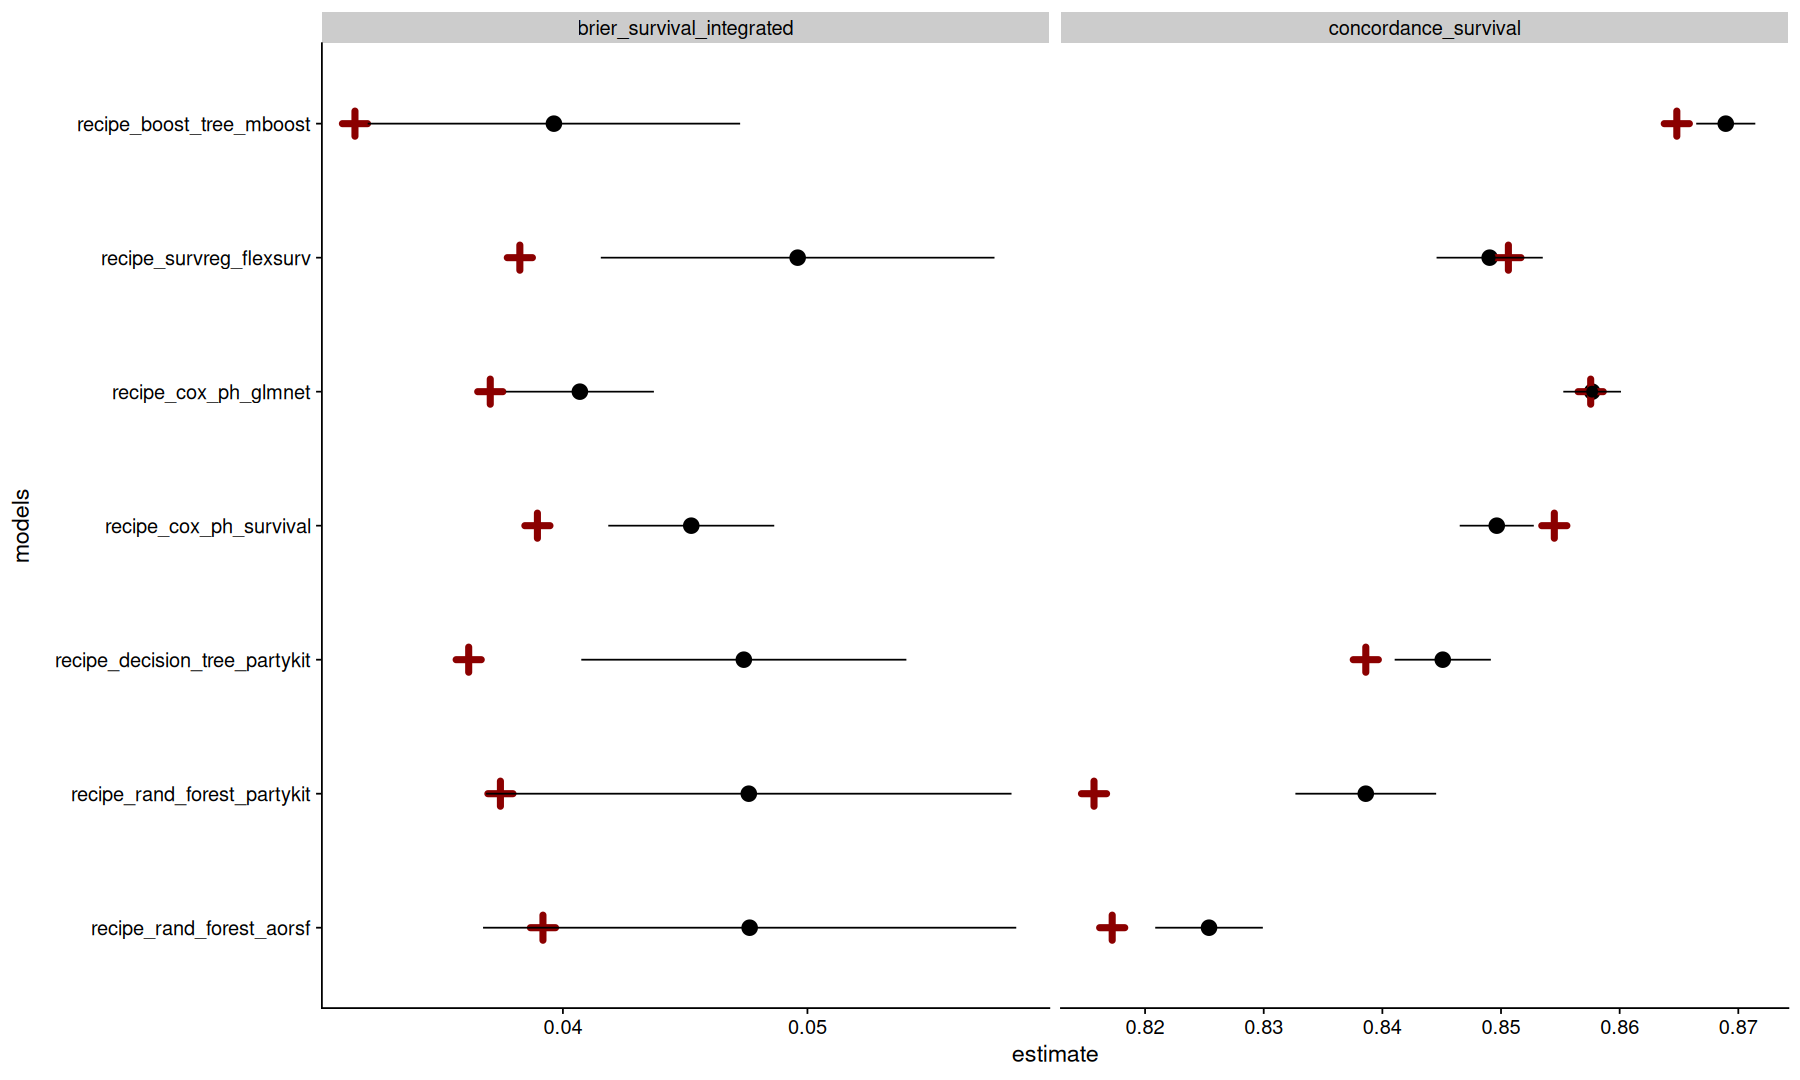 brier_survival_integrated
concordance_survival
recipe_boost_tree_mboost
recipe_survreg_flexsurv
recipe_cox_ph_glmnet
recipe_cox_ph_survival
recipe_decision_tree_partykit
recipe_rand_forest_partykit
recipe_rand_forest_aorsf
models
0.04 0.05
0.82 0.83 0.84 0.85 0.86 0.87
estimate